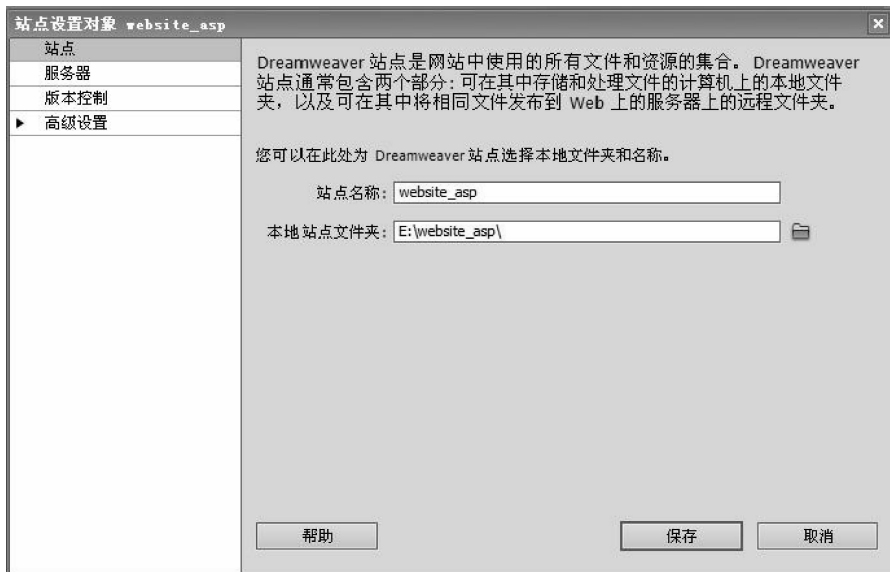 站点设置对象 website_asp
站点
服务器
版本控制
高级设置
Dreamweaver 站点是网站中使用的所有文件和资源的集合。Dreamweaver
站点通常包含两个部分：可在其中存储和处理文件的计算机上的本地文件
夹，以及可在其中将相同文件发布到 Web 上的服务器上的远程文件夹。
您可以在此处为 Dreamweaver 站点选择本地文件夹和名称。
站点名称： website_asp
本地站点文件夹： E:\website_asp\
帮助 保存 取消